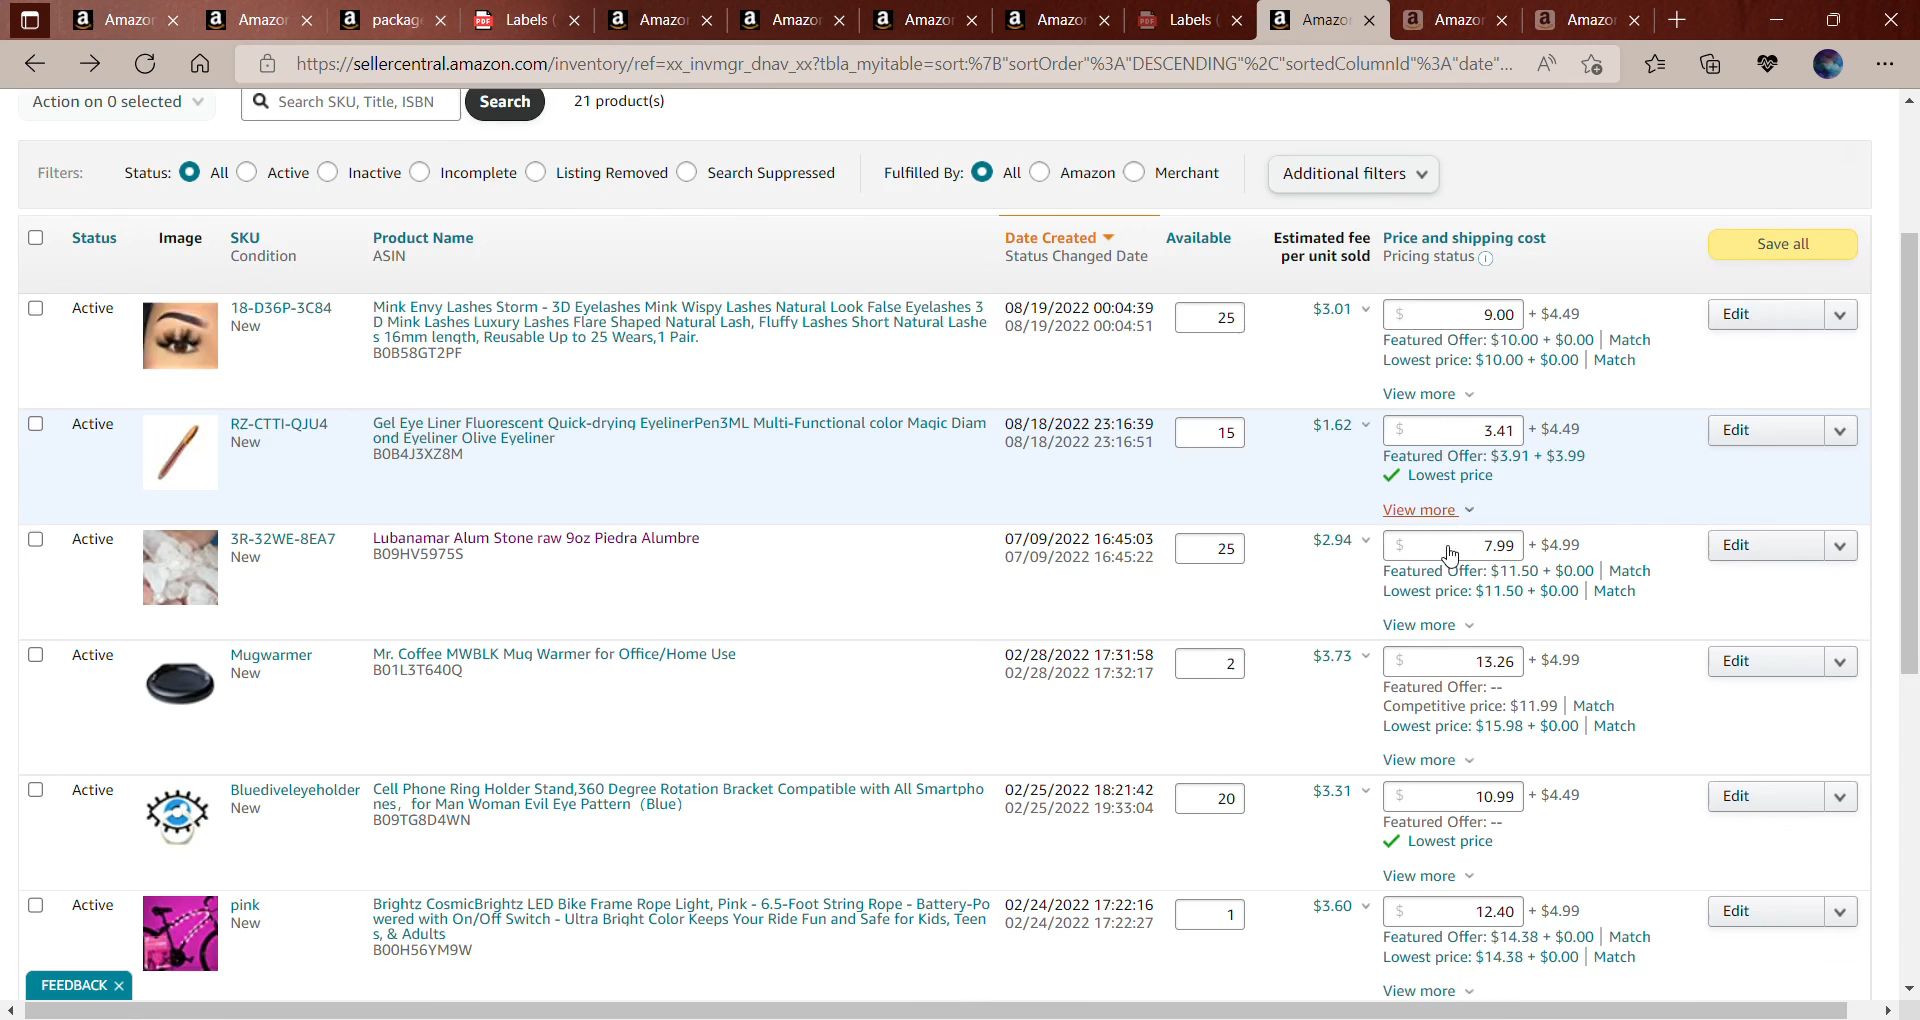 Amazor
Amazor
packag
Labels (
Amazor
Amazor
Amazor
Amazor
Labels (
Amazor
Amazor
Amazor
https://sellercentral.amazon.com/inventory/ref=xx_invmgr_dnav_xx?tbla_myitable=sort:%7B"sortOrder"%3A"DESCENDING"%2C"sortedColumnId"%3A"date"...
Action on 0 selected
Search SKU, Title, ISBN
Search
21 product(s)
Filters:
Status: All Active Inactive Incomplete Listing Removed Search Suppressed
Fulfilled By: All Amazon Merchant
Additional filters
Status
Image
SKU
Condition
Product Name
ASIN
Date Created
Status Changed Date
Available
Estimated fee
per unit sold
Price and shipping cost
Pricing status
Save all
Active
18-D36P-3C84
New
Mink Envy Lashes Storm - 3D Eyelashes Mink Wispy Lashes Natural Look False Eyelashes 3
D Mink Lashes Luxury Lashes Flare Shaped Natural Lash, Fluffy Lashes Short Natural Lashe
s 16mm length, Reusable Up to 25 Wears,1 Pair.
B0B58GT2PF
08/19/2022 00:04:39
08/19/2022 00:04:51
25
$3.01
$ 9.00 + $4.49
Featured Offer: $10.00 + $0.00 | Match
Lowest price: $10.00 + $0.00 | Match
View more
Edit
Active
RZ-CTTI-QJU4
New
Gel Eye Liner Fluorescent Quick-drying EyelinerPen3ML Multi-Functional color Magic Diam
ond Eyeliner Olive Eyeliner
B0B4J3XZ8M
08/18/2022 23:16:39
08/18/2022 23:16:51
15
$1.62
$ 3.41 + $4.49
Featured Offer: $3.91 + $3.99
Lowest price
View more
Edit
Active
3R-32WE-8EA7
New
Lubanamar Alum Stone raw 9oz Piedra Alumbre
B09HV5975S
07/09/2022 16:45:03
07/09/2022 16:45:22
25
$2.94
$ 7.99 + $4.99
Featured Offer: $11.50 + $0.00 | Match
Lowest price: $11.50 + $0.00 | Match
View more
Edit
Active
Mugwarmer
New
Mr. Coffee MWBLK Mug Warmer for Office/Home Use
B01L3T640Q
02/28/2022 17:31:58
02/28/2022 17:32:17
2
$3.73
$ 13.26 + $4.99
Featured Offer: --
Competitive price: $11.99 | Match
Lowest price: $15.98 + $0.00 | Match
View more
Edit
Active
Bluediveleyeholder
New
Cell Phone Ring Holder Stand,360 Degree Rotation Bracket Compatible with All Smartpho
nes, for Man Woman Evil Eye Pattern (Blue)
B09TG8D4WN
02/25/2022 18:21:42
02/25/2022 19:33:04
20
$3.31
$ 10.99 + $4.49
Featured Offer: --
Lowest price
View more
Edit
Active
pink
New
Brightz CosmicBrightz LED Bike Frame Rope Light, Pink - 6.5-Foot String Rope - Battery-Po
wered with On/Off Switch - Ultra Bright Color Keeps Your Ride Fun and Safe for Kids, Teen
s, & Adults
B00H56YM9W
02/24/2022 17:22:16
02/24/2022 17:22:27
1
$3.60
$ 12.40 + $4.99
Featured Offer: $14.38 + $0.00 | Match
Lowest price: $14.38 + $0.00 | Match
View more
Edit
FEEDBACK